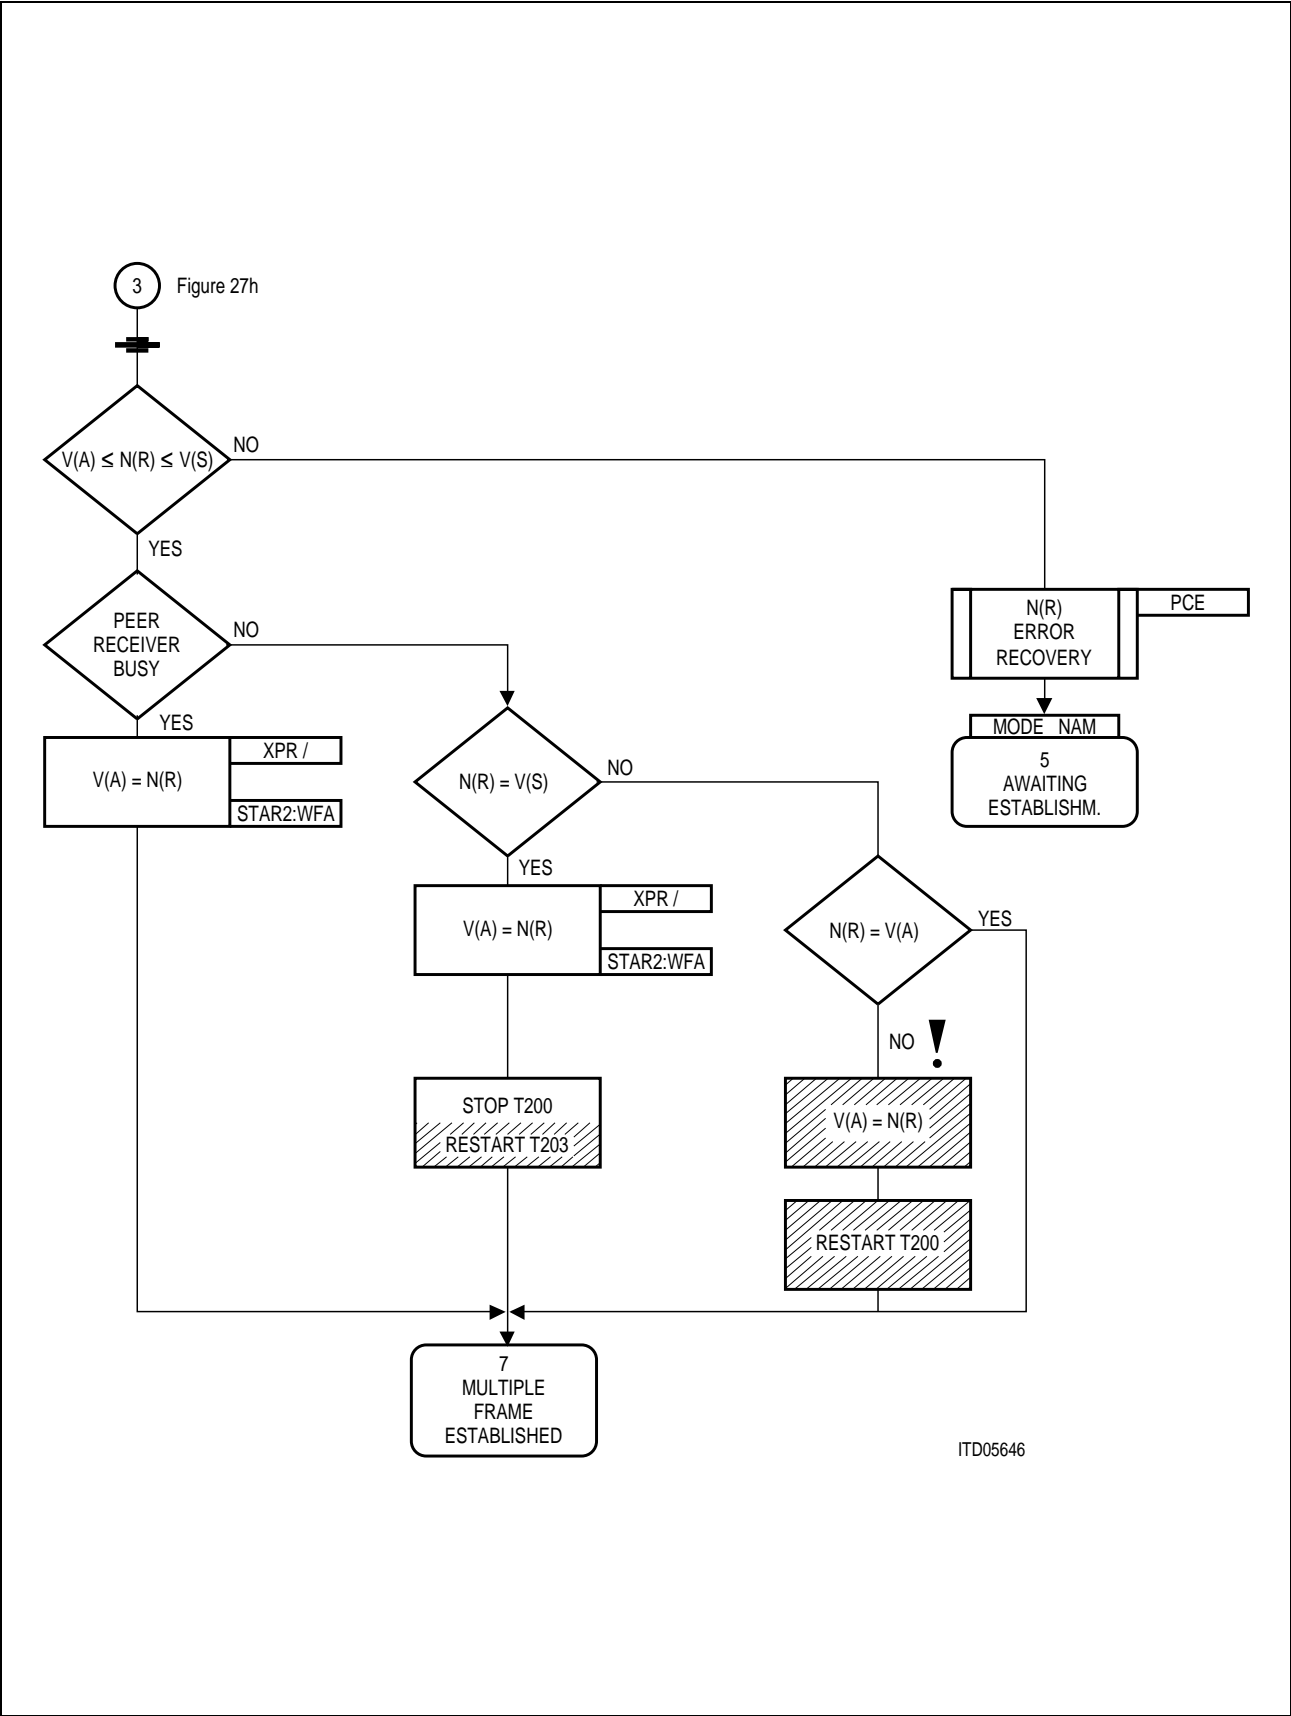 3 Figure 27h
V(A) ≤ N(R) ≤ V(S)
NO
YES
PEER
RECEIVER
BUSY
NO
YES
N(R)
ERROR
RECOVERY
PCE
MODE NAM
5
AWAITING
ESTABLISHM.
V(A) = N(R)
XPR /
STAR2:WFA
N(R) = V(S)
NO
YES
V(A) = N(R)
XPR /
STAR2:WFA
N(R) = V(A)
YES
NO !
STOP T200
RESTART T203
V(A) = N(R)
RESTART T200
7
MULTIPLE
FRAME
ESTABLISHED
ITD05646